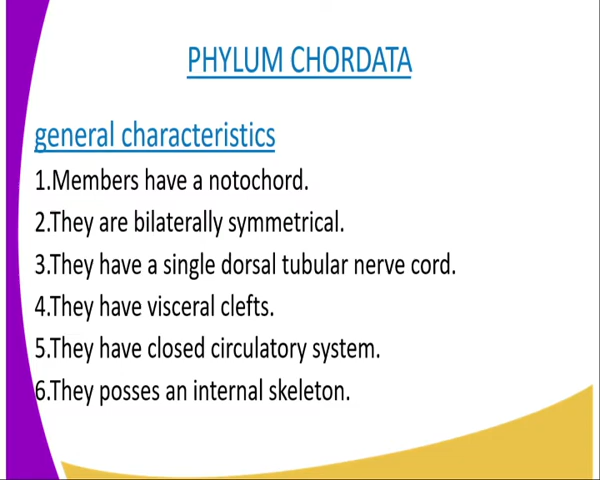 PHYLUM CHORDATA
general characteristics
1.Members have a notochord.
2.They are bilaterally symmetrical.
3.They have a single dorsal tubular nerve cord.
4.They have visceral clefts.
5.They have closed circulatory system.
6.They posses an internal skeleton.